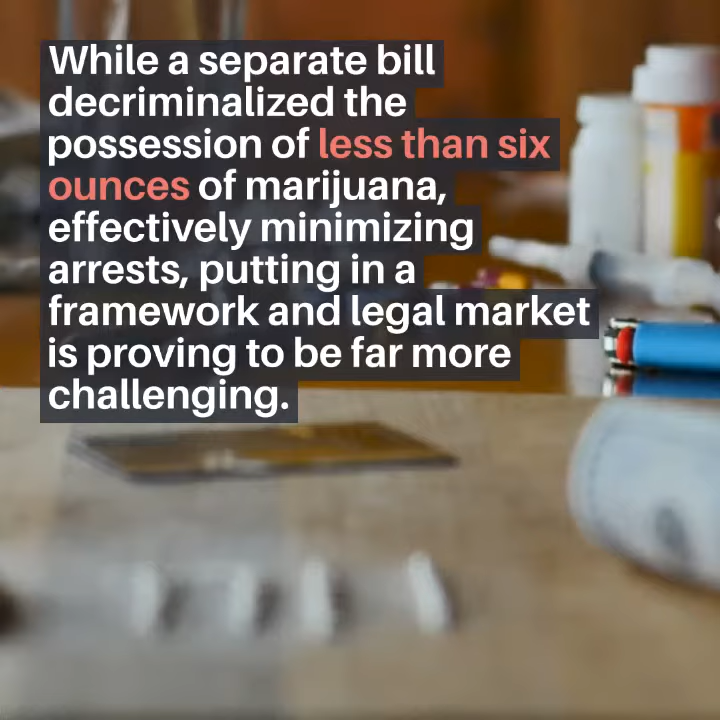 While a separate bill
decriminalized the
possession of less than six
ounces of marijuana,
effectively minimizing
arrests, putting in a
framework and legal market
is proving to be far more
challenging.